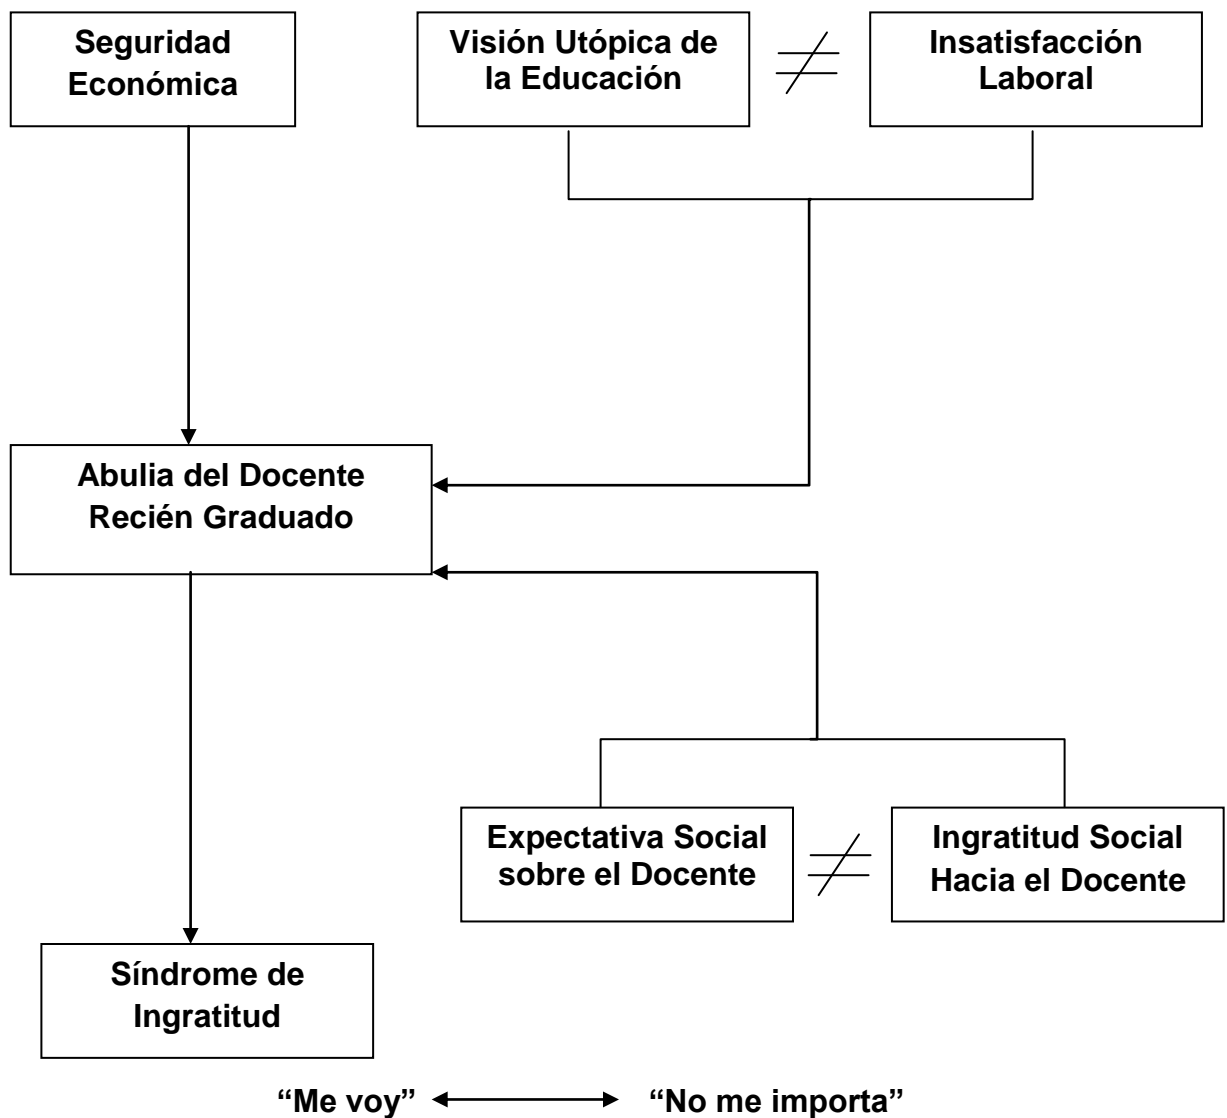 Seguridad
Económica
Visión Utópica de
la Educación
≠
Insatisfacción
Laboral
Abulia del Docente
Recién Graduado
Expectativa Social
sobre el Docente
≠
Ingratitud Social
Hacia el Docente
Síndrome de
Ingratitud
“Me voy” “No me importa”